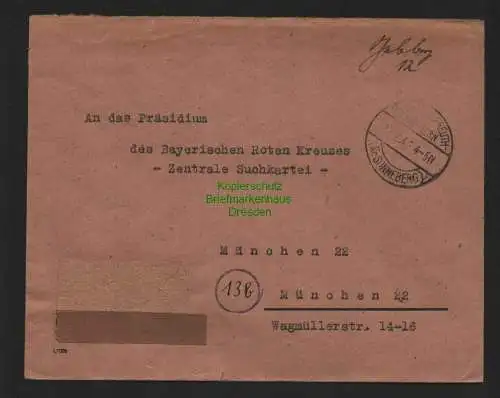 An das Präsidium
des Bayerischen Roten Kreuzes
- Zentrale Suchkartei -
Kopierschutz
Briefmarkenhaus
Dresden
München 22
13b
München 22
Wagmüllerstr. 14-16